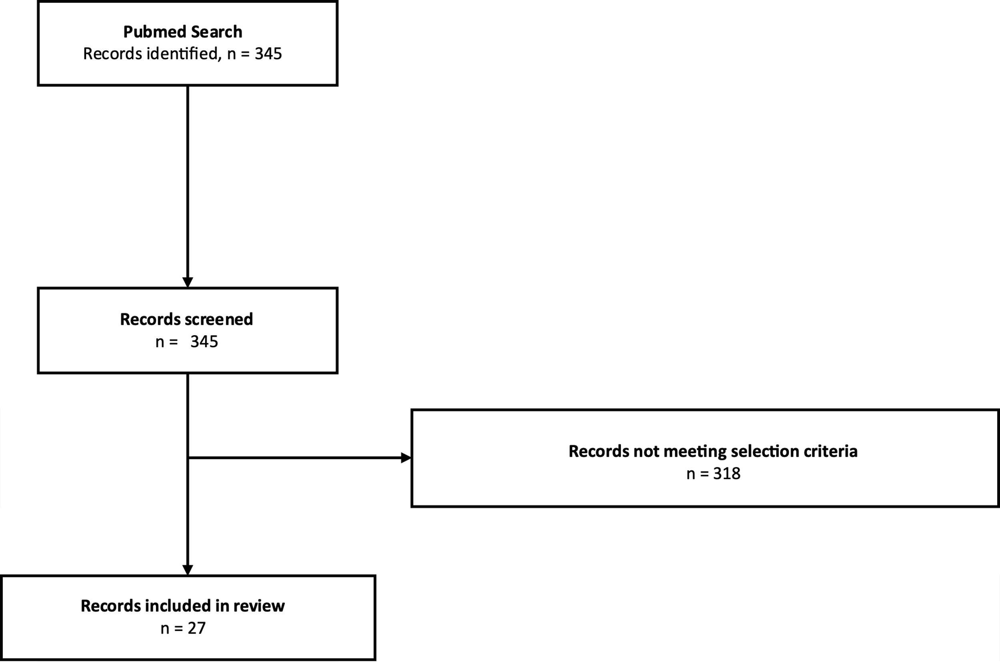 Pubmed Search
Records identified, n = 345
Records screened
n = 345
Records not meeting selection criteria
n = 318
Records included in review
n = 27